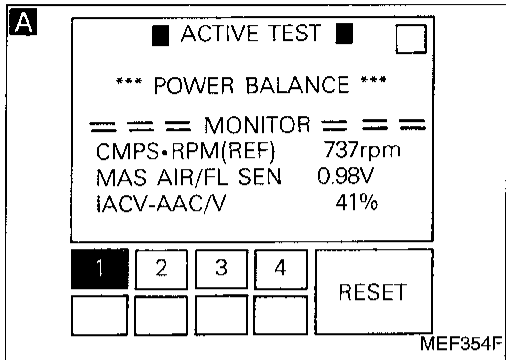 A
■ ACTIVE TEST ■
*** POWER BALANCE ***
= = = MONITOR = = =
CMPS•RPM(REF) 737rpm
MAS AIR/FL SEN 0.98V
IACV-AAC/V 41%
1 2 3 4
RESET
MEF354F